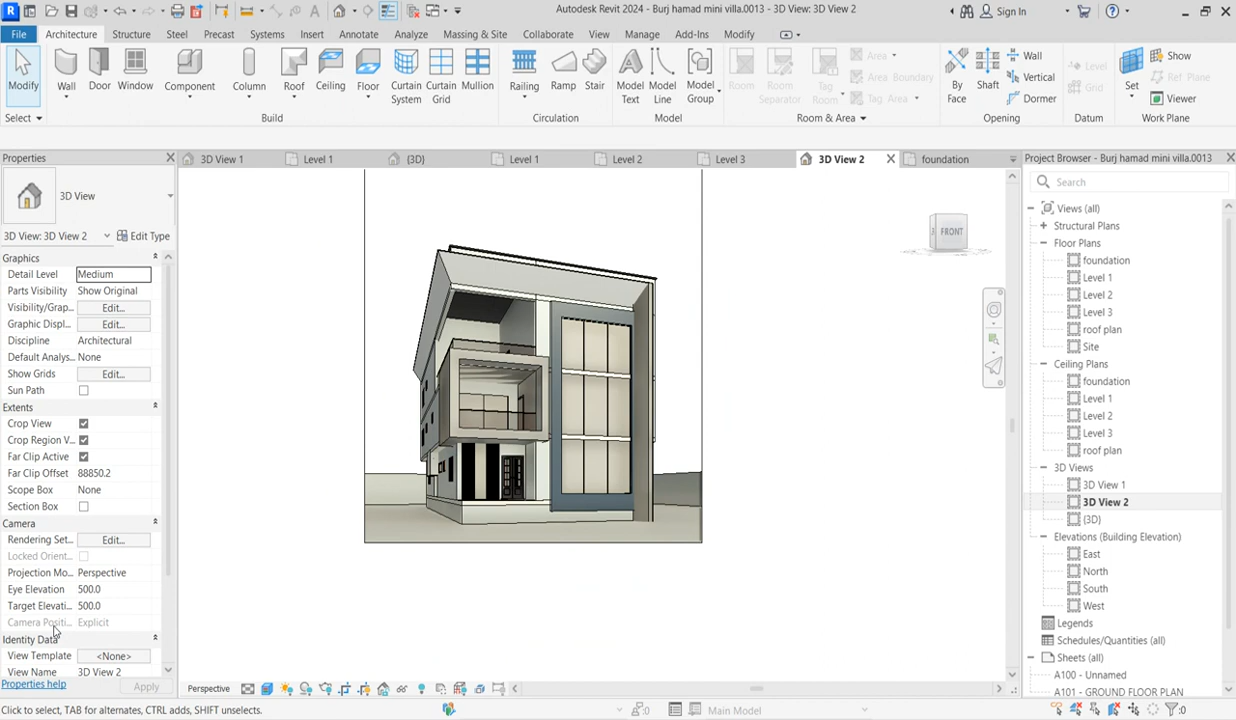 Autodesk Revit 2024 - Burj hamad mini villa.0013 - 3D View: 3D View 2
Sign In
File Architecture Structure Steel Precast Systems Insert Annotate Analyze Massing & Site Collaborate View Manage Add-Ins Modify
Modify Wall Door Window Component Column Roof Ceiling Floor Curtain System Curtain Grid Mullion Railing Ramp Stair Model Text Model Line Model Group Room Room Separator Tag Room Area Area Boundary Tag Area By Face Shaft Wall Vertical Dormer Level Grid Set Show Ref Plane Viewer
Select Build Circulation Model Room & Area Opening Datum Work Plane
Properties
3D View 1 Level 1 (3D) Level 1 Level 2 Level 3 3D View 2 foundation
Project Browser - Burj hamad mini villa.0013
3D View
3D View: 3D View 2 Edit Type
Graphics
Detail Level Medium
Parts Visibility Show Original
Visibility/Grap... Edit...
Graphic Displ... Edit...
Discipline Architectural
Default Analys... None
Show Grids Edit...
Sun Path
Extents
Crop View
Crop Region V...
Far Clip Active
Far Clip Offset 88850.2
Scope Box None
Section Box
Camera
Rendering Set... Edit...
Locked Orient...
Projection Mo... Perspective
Eye Elevation 500.0
Target Elevati... 500.0
Camera Positi... Explicit
Identity Data
View Template <None>
View Name 3D View 2
Properties help
Apply
FRONT
Search
Views (all)
Structural Plans
Floor Plans
foundation
Level 1
Level 2
Level 3
roof plan
Site
Ceiling Plans
foundation
Level 1
Level 2
Level 3
roof plan
3D Views
3D View 1
3D View 2
(3D)
Elevations (Building Elevation)
East
North
South
West
Legends
Schedules/Quantities (all)
Sheets (all)
A100 - Unnamed
A101 - GROUND FLOOR PLAN
Perspective
Click to select, TAB for alternates, CTRL adds, SHIFT unselects.
:0
Main Model
:0